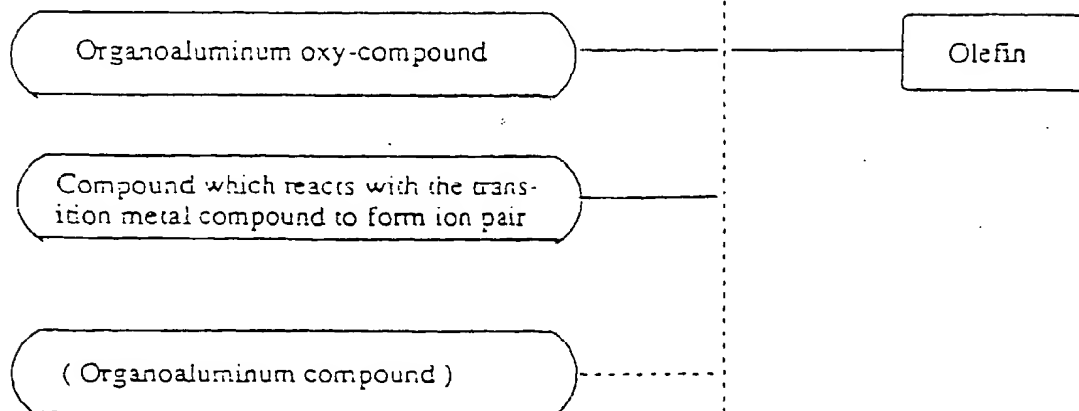 Organoaluminum oxy-compound
Olefin
Compound which reacts with the trans-
ition metal compound to form ion pair
( Organoaluminum compound )